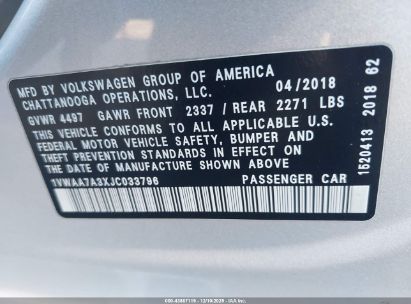 MFD BY VOLKSWAGEN GROUP OF AMERICA
CHATTANOOGA OPERATIONS, LLC. 04/2018
GVWR 4497 GAWR FRONT 2337 / REAR 2271 LBS
THIS VEHICLE CONFORMS TO ALL APPLICABLE U.S.
FEDERAL MOTOR VEHICLE SAFETY, BUMPER AND
THEFT PREVENTION STANDARDS IN EFFECT ON
THE DATE OF MANUFACTURE SHOWN ABOVE
1VWAA7A3XJC033796 PASSENGER CAR
1520413 2018 62